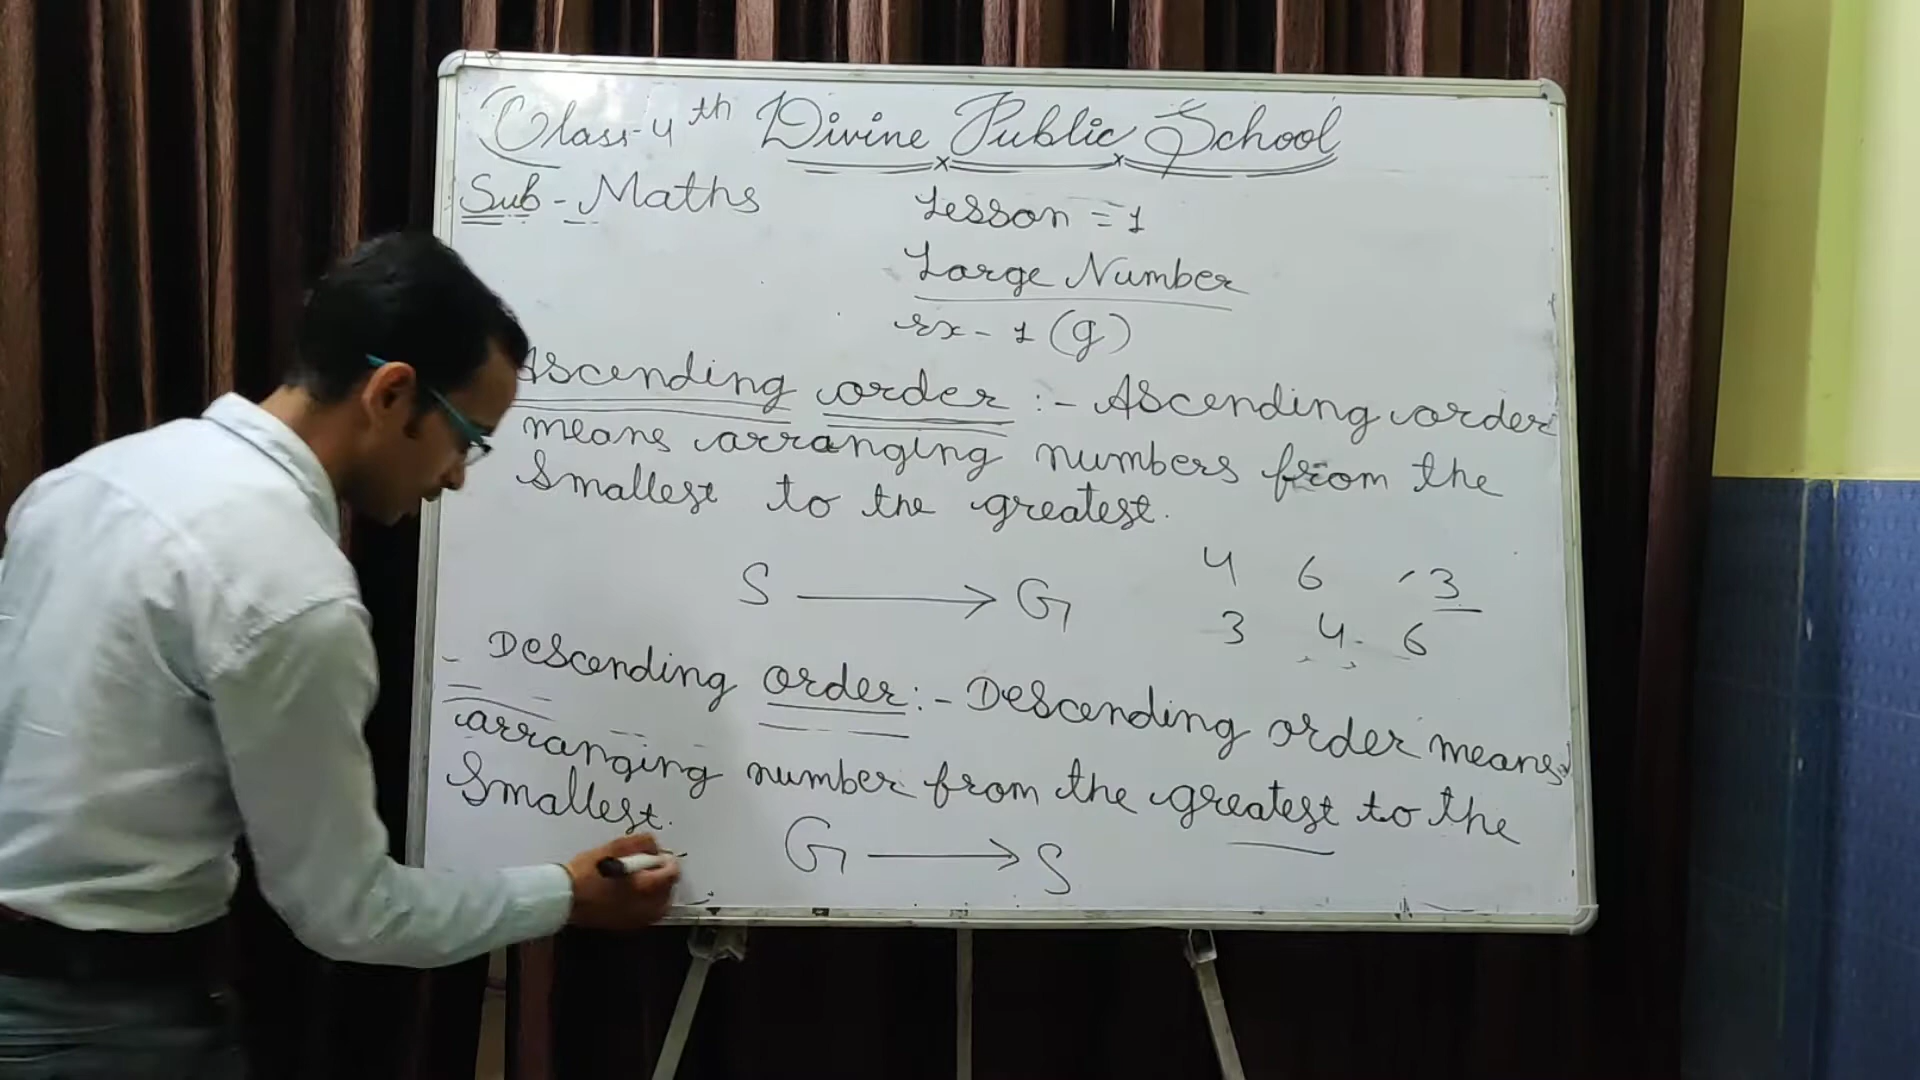 Class-4th Divine Public School
Sub - Maths
Lesson = 1
Large Number
Ex - 1 (g)
Ascending order :- Ascending order
means arranging numbers from the
Smallest to the greatest.
S → G
4 6 3
3 4 6
Descending order :- Descending order means
arranging number from the greatest to the
Smallest.
G → S